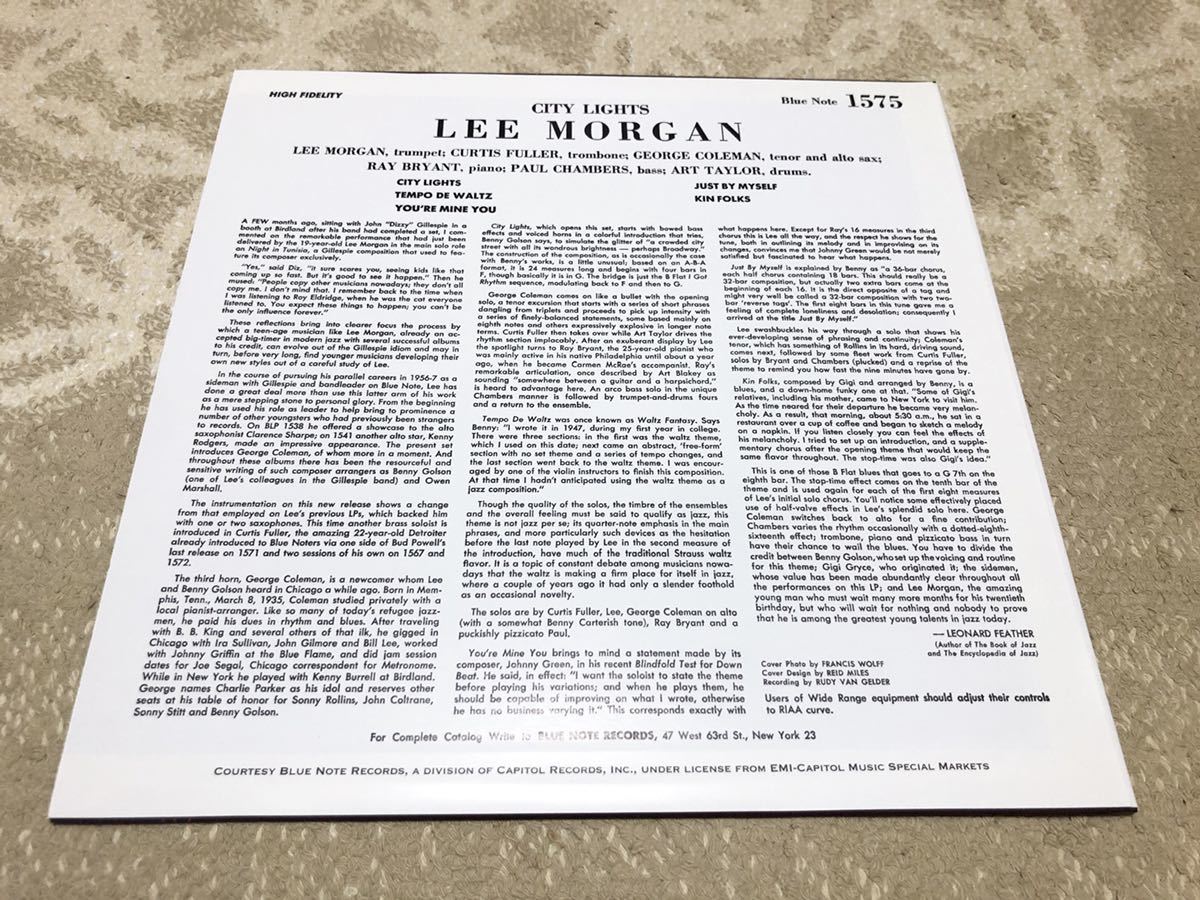 HIGH FIDELITY
Blue Note 1575
CITY LIGHTS
LEE MORGAN
LEE MORGAN, trumpet; CURTIS FULLER, trombone; GEORGE COLEMAN, tenor and alto sax;
RAY BRYANT, piano; PAUL CHAMBERS, bass; ART TAYLOR, drums.
CITY LIGHTS
TEMPO DE WALTZ
YOU'RE MINE YOU
JUST BY MYSELF
KIN FOLKS
A FEW months ago, sitting with John "Dizzy" Gillespie in a
booth at Birdland after his band had completed a set, I com-
mented on the remarkable performance that had just been
delivered by the 19-year-old Lee Morgan in the main solo role
on Night in Tunisia, a Gillespie composition that used to fea-
ture its composer exclusively.
"Yes," said Diz, "it sure scares you, seeing kids like that
coming up so fast. But it's good to see it happen." Then he
mused: "People copy other musicians nowadays; they don't all
copy me. I don't mind that. I remember back to the time when
I was listening to Roy Eldridge, when he was the cat everyone
listened to. You expect these things to happen; you can't be
the only influence forever."
These reflections bring into clearer focus the process by
which a teen-age musician like Lee Morgan, already an ac-
cepted big-timer in modern jazz with several successful albums
to his credit, can evolve out of the Gillespie idiom and may in
turn, before very long, find younger musicians developing their
own new styles out of a careful study of Lee.
In the course of pursuing his parallel careers in 1956-7 as a
sideman with Gillespie and bandleader on Blue Note, Lee has
done a great deal more than use this latter arm of his work
as a mere stepping stone to personal glory. From the beginning
he has used his role as leader to help bring to prominence a
number of other youngsters who had previously been strangers
to records. On BLP 1538 he offered a showcase to the alto
saxophonist Clarence Sharpe; on 1541 another alto star, Kenny
Rodgers, made an impressive appearance. The present set
introduces George Coleman, of whom more in a moment. And
throughout these albums there has been the resourceful and
sensitive writing of such composer arrangers as Benny Golson
(one of Lee's colleagues in the Gillespie band) and Owen
Marshall.
The instrumentation on this new release shows a change
from that employed on Lee's previous LPs, which backed him
with one or two saxophones. This time another brass soloist is
introduced in Curtis Fuller, the amazing 22-year-old Detroiter
already introduced to Blue Noters via one side of Bud Powell's
last release on 1571 and two sessions of his own on 1567 and
1572.
The third horn, George Coleman, is a newcomer whom Lee
and Benny Golson heard in Chicago a while ago. Born in Mem-
phis, Tenn., March 8, 1935, Coleman studied privately with a
local pianist-arranger. Like so many of today's refugee jazz-
men, he paid his dues in rhythm and blues. After traveling
with B. B. King and several others of that ilk, he gigged in
Chicago with Ira Sullivan, John Gilmore and Bill Lee, worked
with Johnny Griffin at the Blue Flame, and did jam session
dates for Joe Segal, Chicago correspondent for Metronome.
While in New York he played with Kenny Burrell at Birdland.
George names Charlie Parker as his idol and reserves other
seats at his table of honor for Sonny Rollins, John Coltrane,
Sonny Stitt and Benny Golson.
City Lights, which opens this set, starts with bowed bass
effects and voiced horns in a colorful introduction that tries,
Benny Golson says, to simulate the glitter of "a crowded city
street with all its wondrous brightness — perhaps Broadway."
The construction of the composition, as is occasionally the case
with Benny's works, is a little unusual; based on an A-B-A
format, it is 24 measures long and begins with four bars in
F, though basically it is in G. The bridge is just the B Flat I Got
Rhythm sequence, modulating back to F and then to G.
George Coleman comes on like a bullet with the opening
solo, a tenor excursion that starts with a series of short phrases
dangling from triplets and proceeds to pick up intensity with
a series of finely-balanced statements, some based mainly on
eighth notes and others expressively explosive in longer note
terms. Curtis Fuller then takes over while Art Taylor drives the
rhythm section implacably. After an exuberant display by Lee
the spotlight turns to Ray Bryant, the 25-year-old pianist who
was mainly active in his native Philadelphia until about a year
ago, when he became Carmen McRae's accompanist. Ray's
remarkable articulation, once described by Art Blakey as
sounding "somewhere between a guitar and a harpsichord,"
is heard to advantage here. An arco bass solo in the unique
Chambers manner is followed by trumpet-and-drums fours
and a return to the ensemble.
Tempo De Waltz was once known as Waltz Fantasy. Says
Benny: "I wrote it in 1947, during my first year in college.
There were three sections: in the first was the waltz theme,
which I used on this date; next came an abstract, 'free-form'
section with no set theme and a series of tempo changes, and
the last section went back to the waltz theme. I was encour-
aged by one of the violin instructors to finish this composition.
At that time I hadn't anticipated using the waltz theme as a
jazz composition."
Though the quality of the solos, the timbre of the ensembles
and the overall feeling must be said to qualify as jazz, this
theme is not jazz per se; its quarter-note emphasis in the main
phrases, and more particularly such devices as the hesitation
before the last note played by Lee in the second measure of
the introduction, have much of the traditional Strauss waltz
flavor. It is a topic of constant debate among musicians nowa-
days that the waltz is making a firm place for itself in jazz,
where a couple of years ago it had only a slender foothold
as an occasional novelty.
The solos are by Curtis Fuller, Lee, George Coleman on alto
(with a somewhat Benny Carterish tone), Ray Bryant and a
puckishly pizzicato Paul.
You're Mine You brings to mind a statement made by its
composer, Johnny Green, in his recent Blindfold Test for Down
Beat. He said, in effect: "I want the soloist to state the theme
before playing his variations; and when he plays them, he
should be capable of improving on what I wrote, otherwise
he has no business varying it." This corresponds exactly with
what happens here. Except for Ray's 16 measures in the third
chorus this is Lee all the way, and the respect he shows for the
tune, both in outlining its melody and in improvising on its
changes, convinces me that Johnny Green would be not merely
satisfied but fascinated to hear what happens.
Just By Myself is explained by Benny as "a 36-bar chorus,
each half chorus containing 18 bars. This should really be a
32-bar composition, but actually two extra bars come at the
beginning of each 16. It is the direct opposite of a tag and
might very well be called a 32-bar composition with two two-
bar 'reverse tags'. The first eight bars in this tune gave me a
feeling of complete loneliness and desolation; consequently I
arrived at the title Just By Myself."
Lee swashbuckles his way through a solo that shows his
ever-developing sense of phrasing and continuity; Coleman's
tenor, which has something of Rollins in its hard, driving sound,
comes next, followed by some fleet work from Curtis Fuller,
solos by Bryant and Chambers (plucked) and a reprise of the
theme to remind you how fast the nine minutes have gone by.
Kin Folks, composed by Gigi and arranged by Benny, is a
blues, and a down-home funky one at that. "Some of Gigi's
relatives, including his mother, came to New York to visit him.
As the time neared for their departure he became very melan-
choly. As a result, that morning, about 5:30 a.m., he sat in a
restaurant over a cup of coffee and began to sketch a melody
on a napkin. If you listen closely you can feel the effects of
his melancholy. I tried to set up an introduction, and a supple-
mentary chorus after the opening theme that would keep the
same flavor throughout. The stop-time was also Gigi's idea."
This is one of those B Flat blues that goes to a G 7th on the
eighth bar. The stop-time effect comes on the tenth bar of the
theme and is used again for each of the first eight measures
of Lee's initial solo chorus. You'll notice some effectively placed
use of half-valve effects in Lee's splendid solo here. George
Coleman switches back to alto for a fine contribution;
Chambers varies the rhythm occasionally with a dotted-eighth-
sixteenth effect; trombone, piano and pizzicato bass in turn
have their chance to wail the blues. You have to divide the
credit between Benny Golson, who set up the voicing and routine
for this theme; Gigi Gryce, who originated it; the sidemen,
whose value has been made abundantly clear throughout all
the performances on this LP; and Lee Morgan, the amazing
young man who must wait many more months for his twentieth
birthday, but who will wait for nothing and nobody to prove
that he is among the greatest young talents in jazz today.
— LEONARD FEATHER
(Author of The Book of Jazz
and The Encyclopedia of Jazz)
Cover Photo by FRANCIS WOLFF
Cover Design by REID MILES
Recording by RUDY VAN GELDER
Users of Wide Range equipment should adjust their controls
to RIAA curve.
For Complete Catalog Write to BLUE NOTE RECORDS, 47 West 63rd St., New York 23
COURTESY BLUE NOTE RECORDS, A DIVISION OF CAPITOL RECORDS, INC., UNDER LICENSE FROM EMI-CAPITOL MUSIC SPECIAL MARKETS